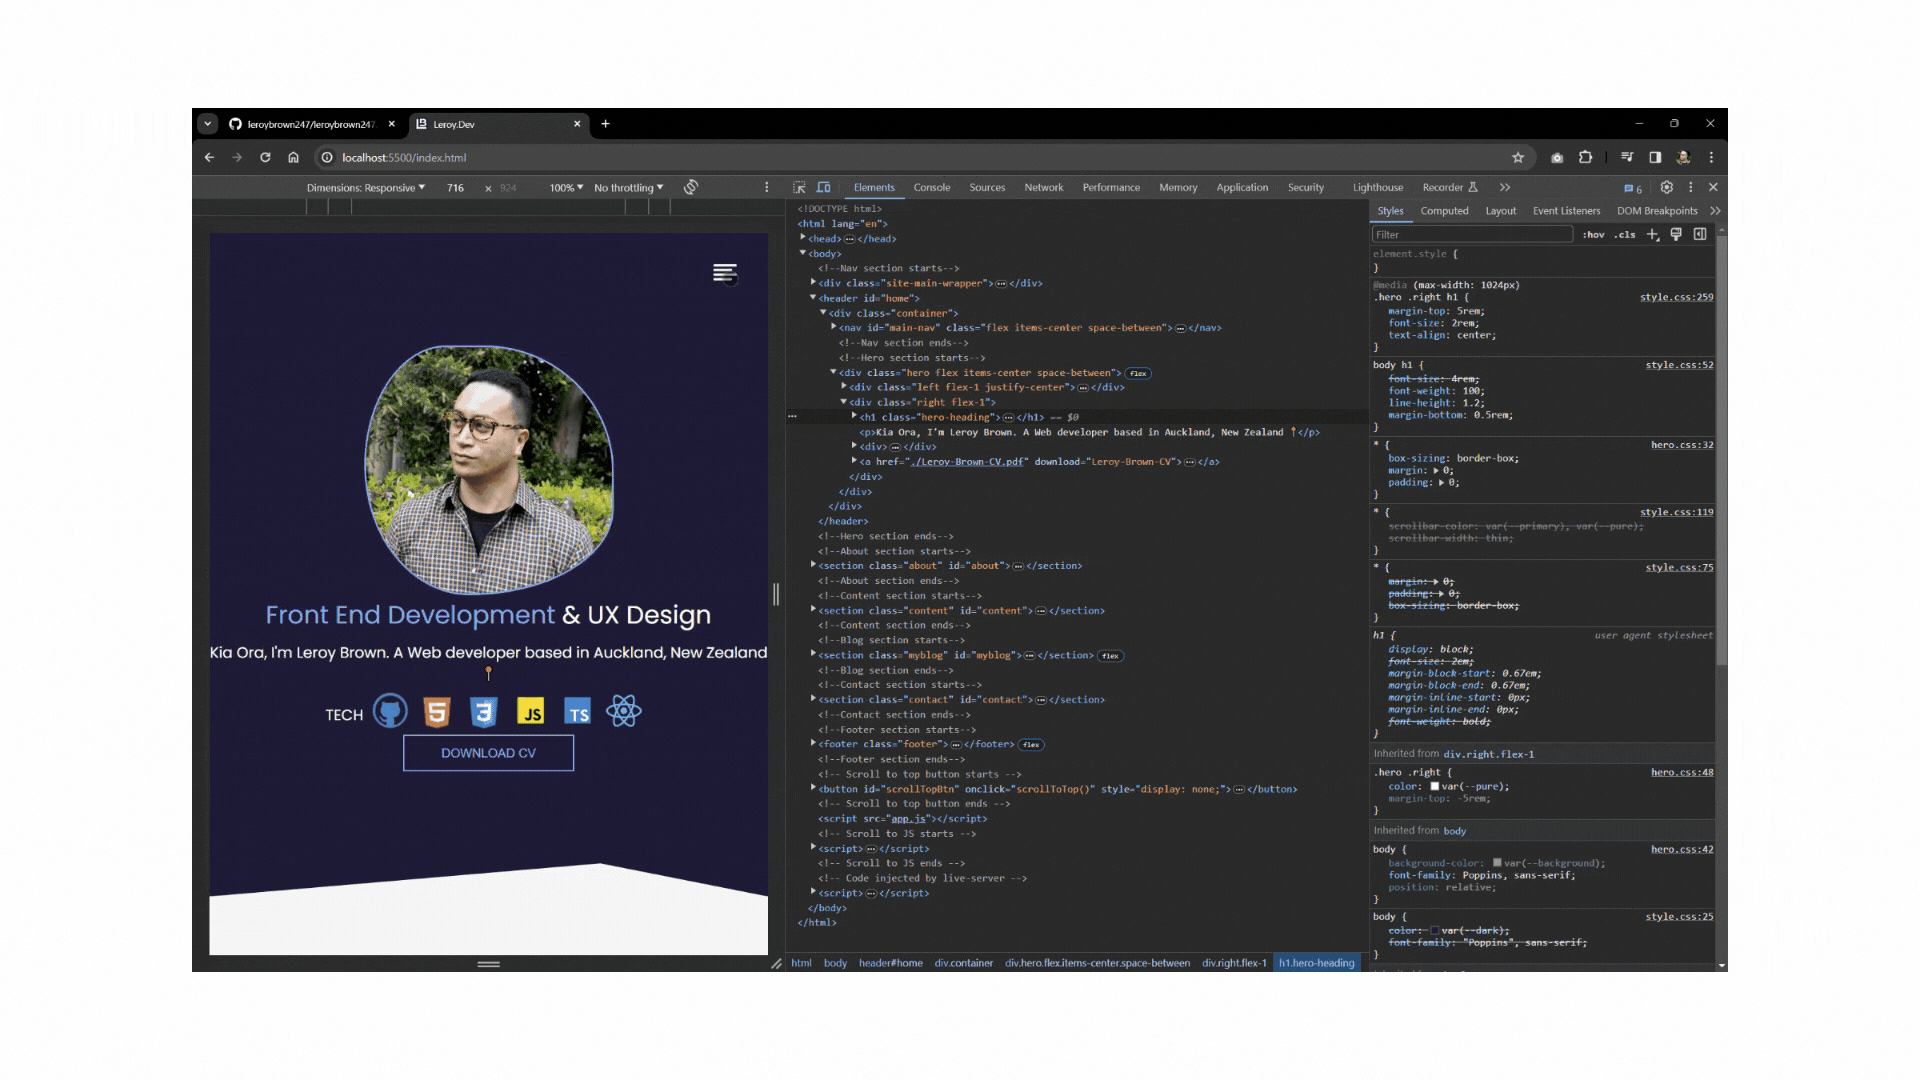 leroybrown247/leroybrown247.
Leroy.Dev
localhost:5500/index.html
Dimensions: Responsive
716
×
924
100%
No throttling
Elements
Console
Sources
Network
Performance
Memory
Application
Security
Lighthouse
Recorder
6
Front End Development & UX Design
Kia Ora, I'm Leroy Brown. A Web developer based in Auckland, New Zealand
TECH
5
3
JS
TS
DOWNLOAD CV
<!DOCTYPE html>
<html lang="en">
<head></head>
<body>
<!--Nav section starts-->
<div class="site-main-wrapper"></div>
<header id="home">
<div class="container">
<nav id="main-nav" class="flex items-center space-between"></nav>
<!--Nav section ends-->
<!--Hero section starts-->
<div class="hero flex items-center space-between"> flex
<div class="left flex-1 justify-center"></div>
<div class="right flex-1">
<h1 class="hero-heading"></h1> == $0
<p>Kia Ora, I'm Leroy Brown. A Web developer based in Auckland, New Zealand </p>
<div></div>
<a href="./Leroy-Brown-CV.pdf" download="Leroy-Brown-CV"></a>
</div>
</div>
</div>
</header>
<!--Hero section ends-->
<!--About section starts-->
<section class="about" id="about"></section>
<!--About section ends-->
<!--Content section starts-->
<section class="content" id="content"></section>
<!--Content section ends-->
<!--Blog section starts-->
<section class="myblog" id="myblog"></section> flex
<!--Blog section ends-->
<!--Contact section starts-->
<section class="contact" id="contact"></section>
<!--Contact section ends-->
<!--Footer section starts-->
<footer class="footer"></footer> flex
<!--Footer section ends-->
<!-- Scroll to top button starts -->
<button id="scrollTopBtn" onclick="scrollToTop()" style="display: none;"></button>
<!-- Scroll to top button ends -->
<script src="app.js"></script>
<!-- Scroll to JS starts -->
<script></script>
<!-- Scroll to JS ends -->
<!-- Code injected by live-server -->
<script></script>
</body>
</html>
html
body
header#home
div.container
div.hero.flex.items-center.space-between
div.right.flex-1
h1.hero-heading
Styles
Computed
Layout
Event Listeners
DOM Breakpoints
Filter
:hov
.cls
element.style {
}
@media (max-width: 1024px)
.hero .right h1 { style.css:259
margin-top: 5rem;
font-size: 2rem;
text-align: center;
}
body h1 { style.css:52
font-size: 4rem;
font-weight: 100;
line-height: 1.2;
margin-bottom: 0.5rem;
}
* { hero.css:32
box-sizing: border-box;
margin: 0;
padding: 0;
}
* { style.css:119
scrollbar-color: var(--primary), var(--pure);
scrollbar-width: thin;
}
* { style.css:75
margin: 0;
padding: 0;
box-sizing: border-box;
}
h1 { user agent stylesheet
display: block;
font-size: 2em;
margin-block-start: 0.67em;
margin-block-end: 0.67em;
margin-inline-start: 0px;
margin-inline-end: 0px;
font-weight: bold;
}
Inherited from div.right.flex-1
.hero .right { hero.css:48
color: var(--pure);
margin-top: -5rem;
}
Inherited from body
body { hero.css:42
background-color: var(--background);
font-family: Poppins, sans-serif;
position: relative;
}
body { style.css:25
color: var(--dark);
font-family: "Poppins", sans-serif;
}